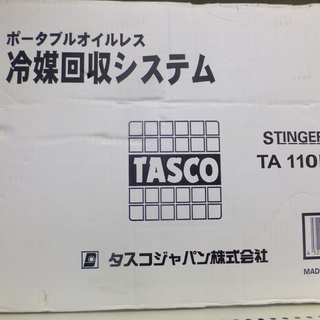 ポータブルオイルレス
冷媒回収システム
STINGER
TA 110
TASCO
タスコジャパン株式会社
MAD